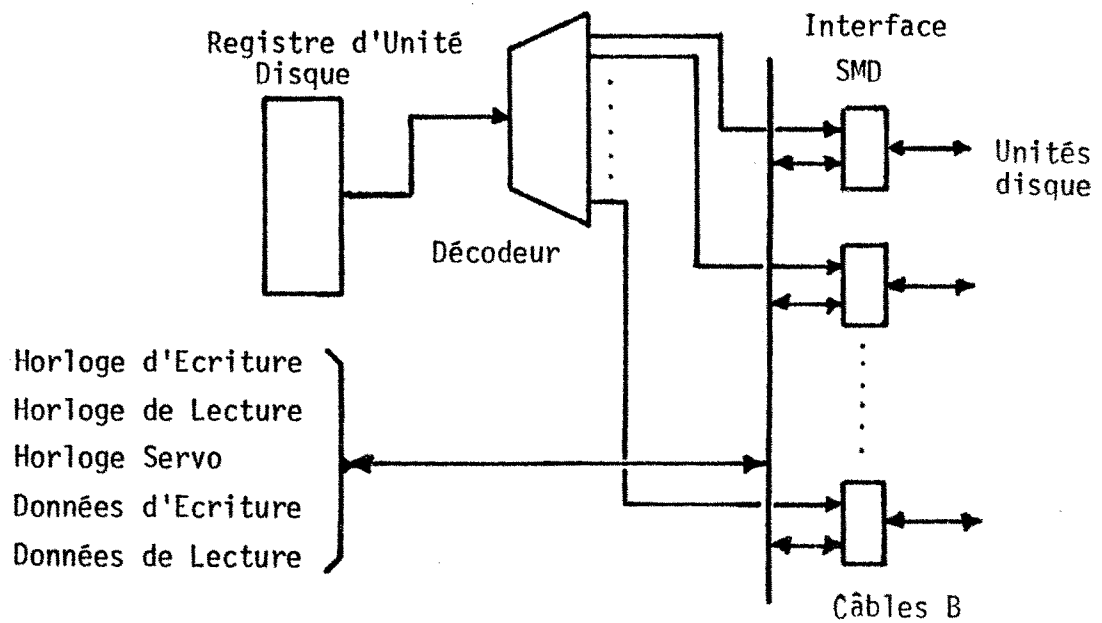 Registre d'Unité
Disque
Interface
SMD
Unités
disque
Décodeur
Horloge d'Ecriture
Horloge de Lecture
Horloge Servo
Données d'Ecriture
Données de Lecture
Câbles B